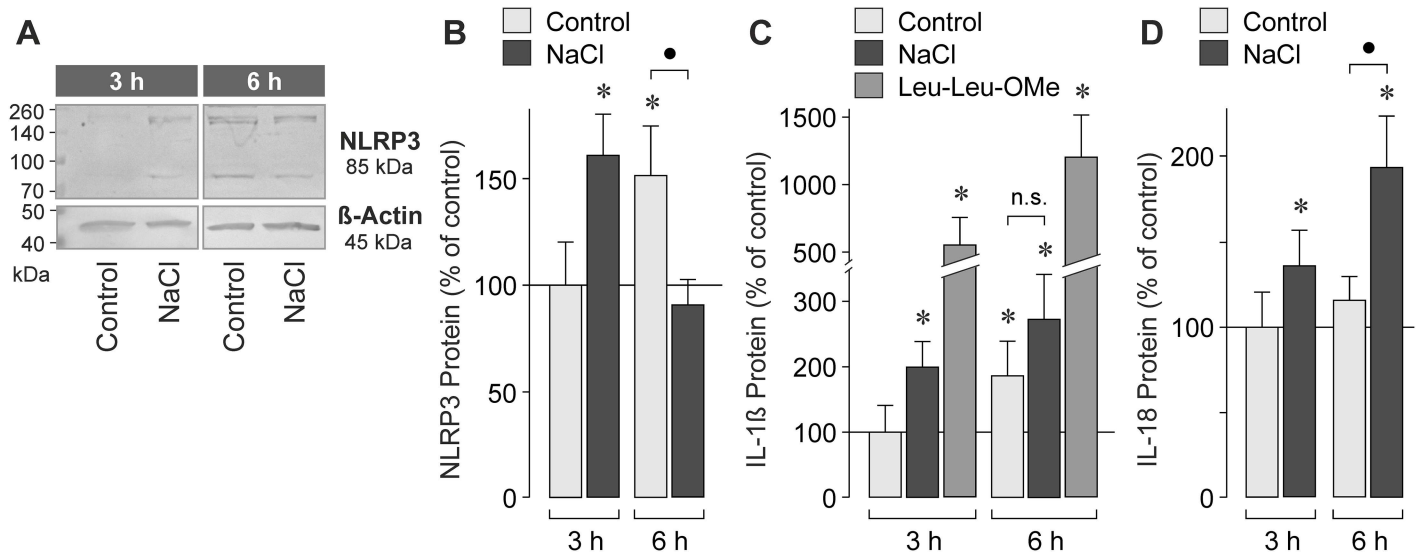 A
3 h
6 h
260
140
100
70
50
40
kDa
NLRP3
85 kDa
ß-Actin
45 kDa
Control
NaCl
Control
NaCl
B
Control
NaCl
NLRP3 Protein (% of control)
150
100
50
0
*
*
●
3 h
6 h
C
Control
NaCl
Leu-Leu-OMe
IL-1ß Protein (% of control)
1500
1000
500
300
200
100
0
*
*
*
n.s.
*
*
3 h
6 h
D
Control
NaCl
IL-18 Protein (% of control)
200
100
0
*
●
*
3 h
6 h